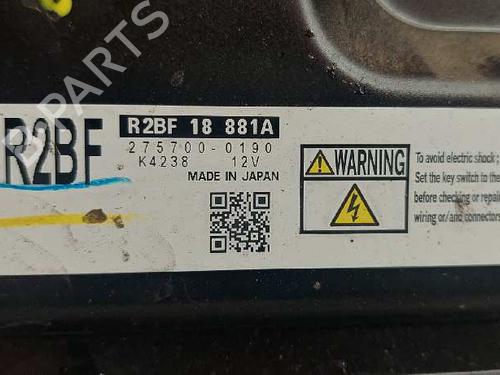 R2BF
R2BF 18 881A
275700-0190
K4238 12V
MADE IN JAPAN
WARNING
To avoid electric shock;
Set the key switch to the
before checking or repair
wiring or/and connectors
B PARTS